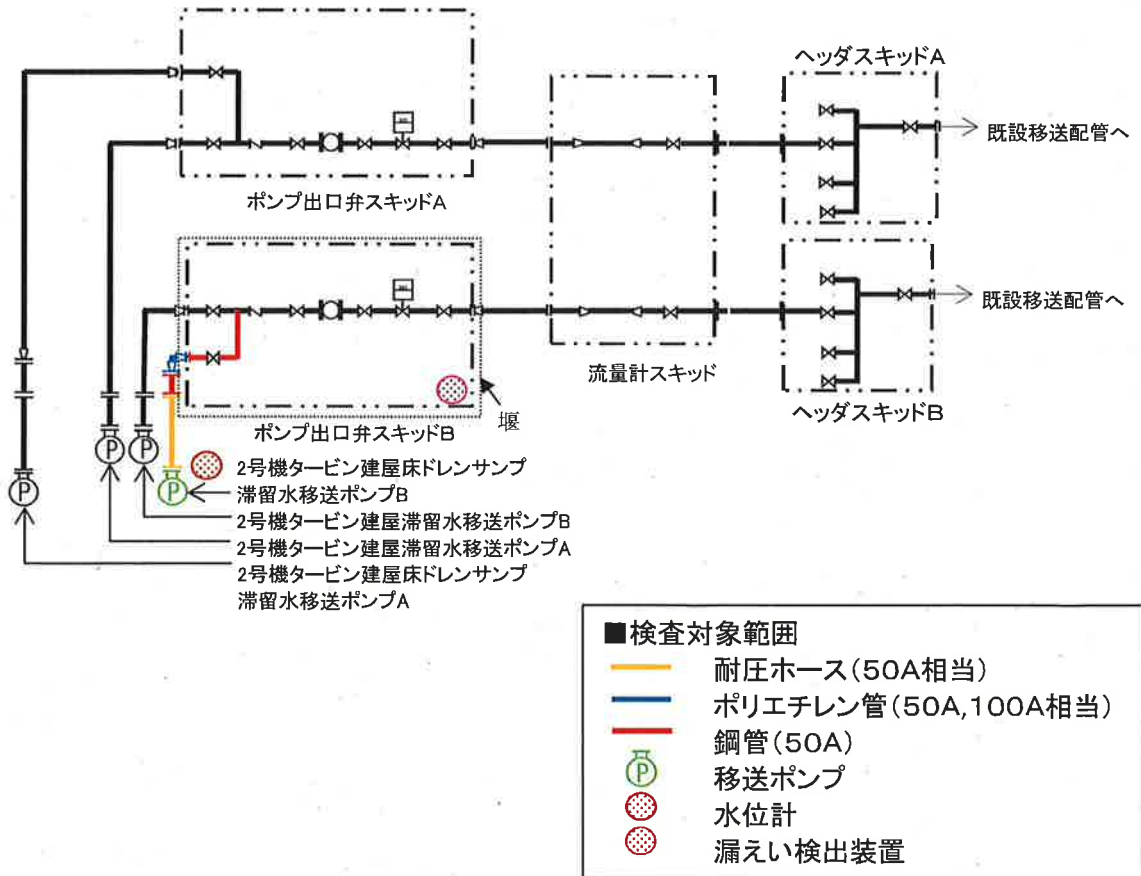 ヘッダスキッドA
既設移送配管へ
ポンプ出口弁スキッドA
既設移送配管へ
流量計スキッド
ヘッダスキッドB
堰
ポンプ出口弁スキッドB
P
P
P
P
2号機タービン建屋床ドレンサンプ
滞留水移送ポンプB
2号機タービン建屋滞留水移送ポンプB
2号機タービン建屋滞留水移送ポンプA
2号機タービン建屋床ドレンサンプ
滞留水移送ポンプA
■検査対象範囲
耐圧ホース(50A相当)
ポリエチレン管(50A,100A相当)
鋼管(50A)
P 移送ポンプ
水位計
漏えい検出装置